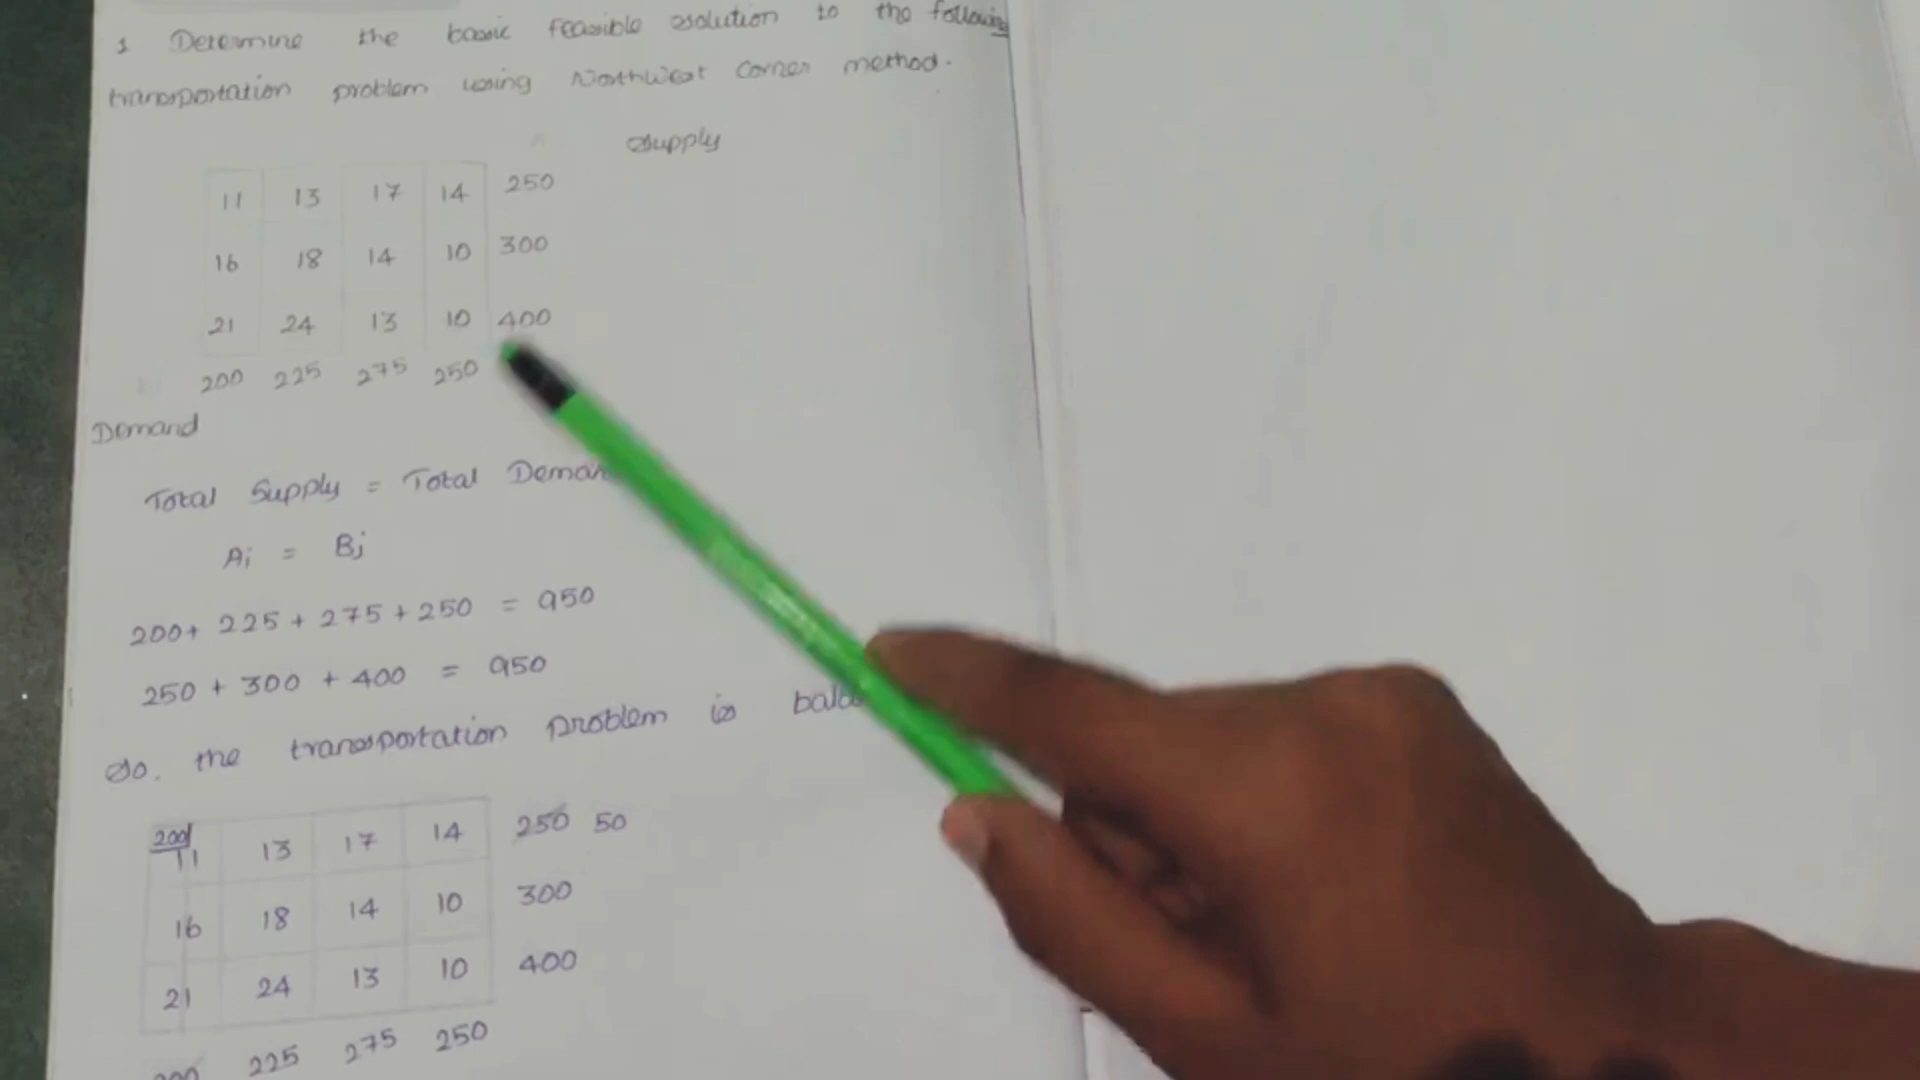 1 Determine the basic feasible solution to the following
transportation problem using Northwest Corner method.
Supply
11 13 17 14 250
16 18 14 10 300
21 24 13 10 400
200 225 275 250
Demand
Total Supply = Total
Ai = Bj
200+ 225 + 275 + 250 = 950
250 + 300 + 400 = 950
So. the transportation problem is
200
11 13 17 14 250 50
16 18 14 10 300
21 24 13 10 400
225 275 250